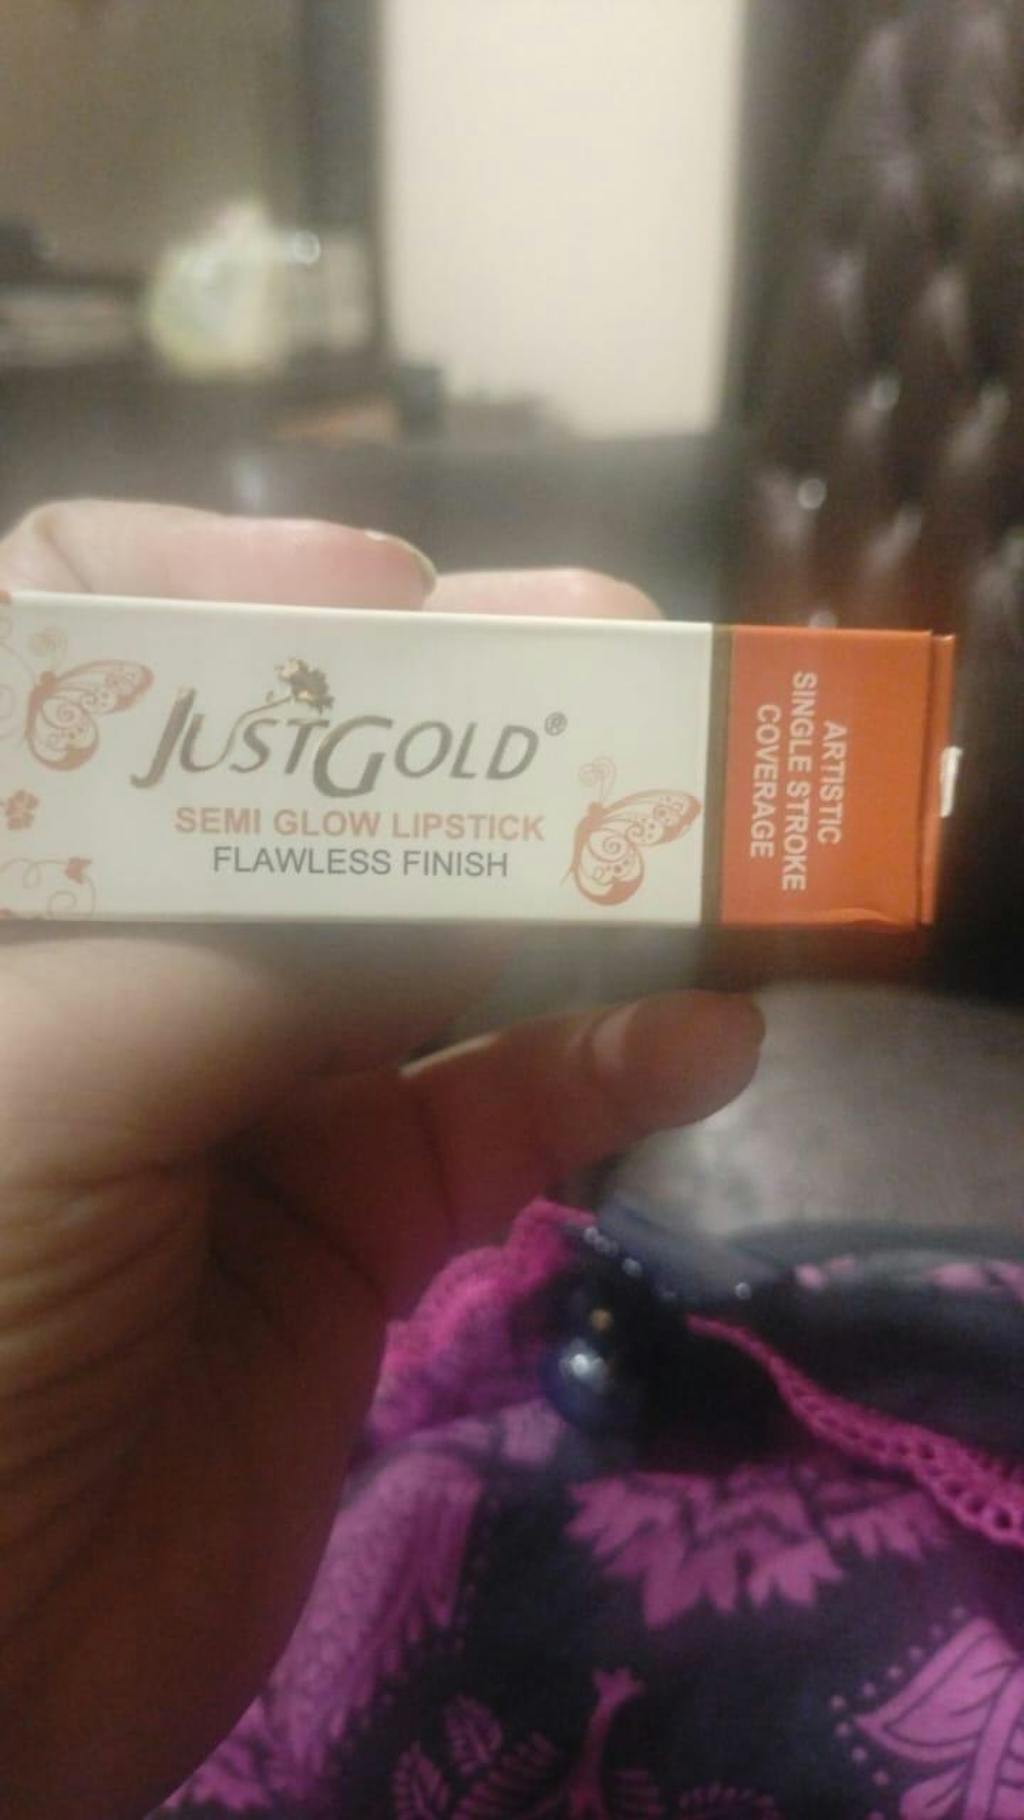 JUSTGOLD®
SEMI GLOW LIPSTICK
FLAWLESS FINISH
ARTISTIC
SINGLE STROKE
COVERAGE